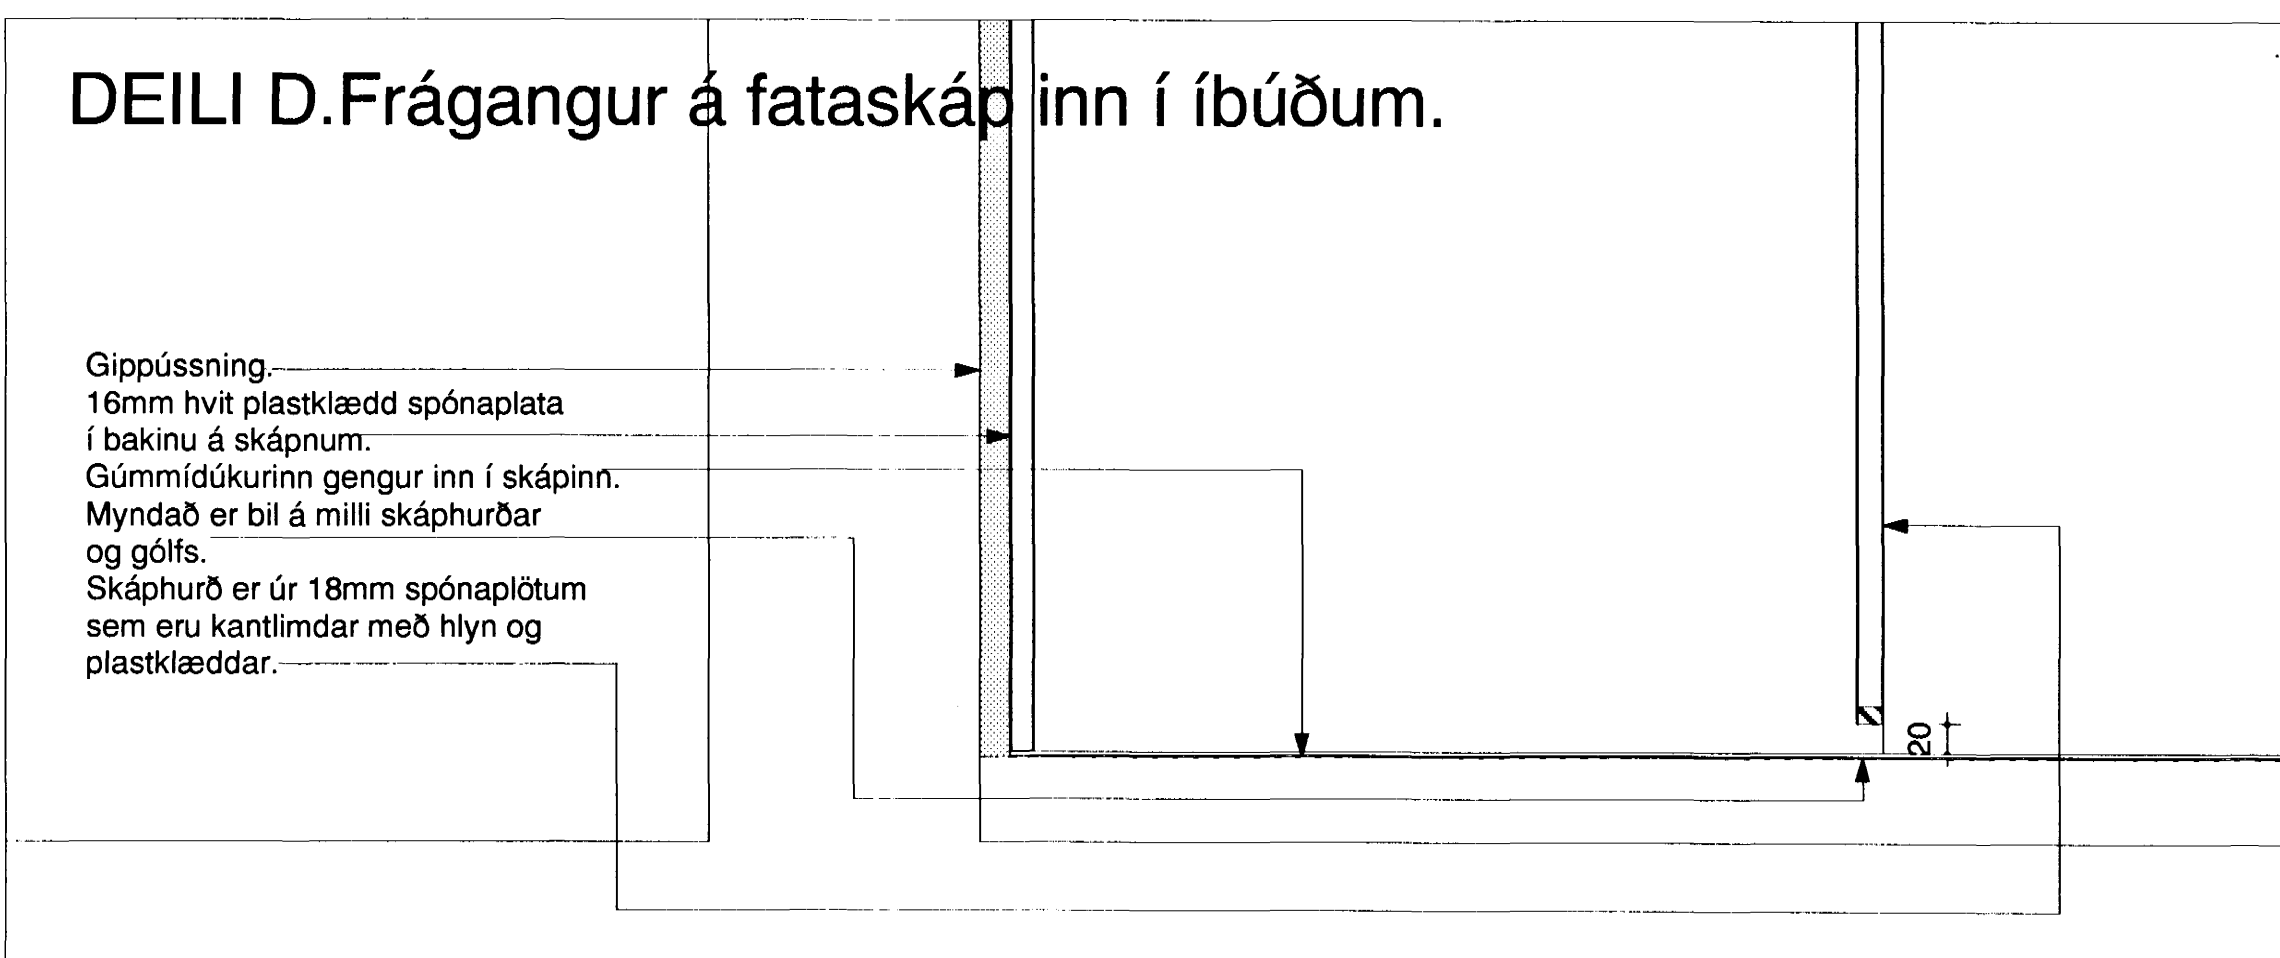 DEILI D.Frágangur á fataskáp inn í íbúðum.
Gippússning.
16mm hvit plastklædd spónaplata
í bakinu á skápnum.
Gúmmídúkurinn gengur inn í skápinn.
Myndað er bil á milli skáphurðar
og gólfs.
Skáphurð er úr 18mm spónaplötum
sem eru kantlimdar með hlyn og
plastklæddar.
20